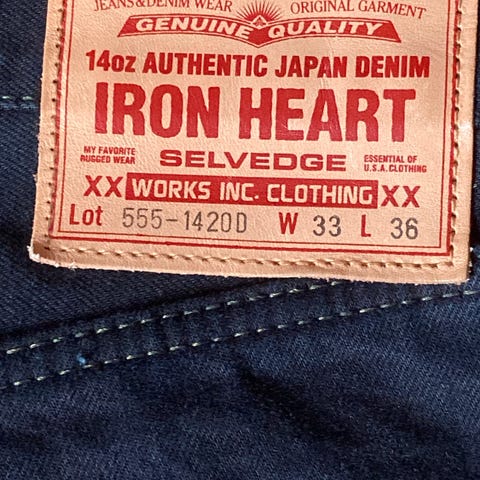 JEANS&DENIM WEAR ORIGINAL GARMENT
GENUINE QUALITY
14oz AUTHENTIC JAPAN DENIM
IRON HEART
MY FAVORITE RUGGED WEAR
SELVEDGE
ESSENTIAL OF U.S.A. CLOTHING
XX WORKS INC. CLOTHING XX
Lot 555-1420D W 33 L 36